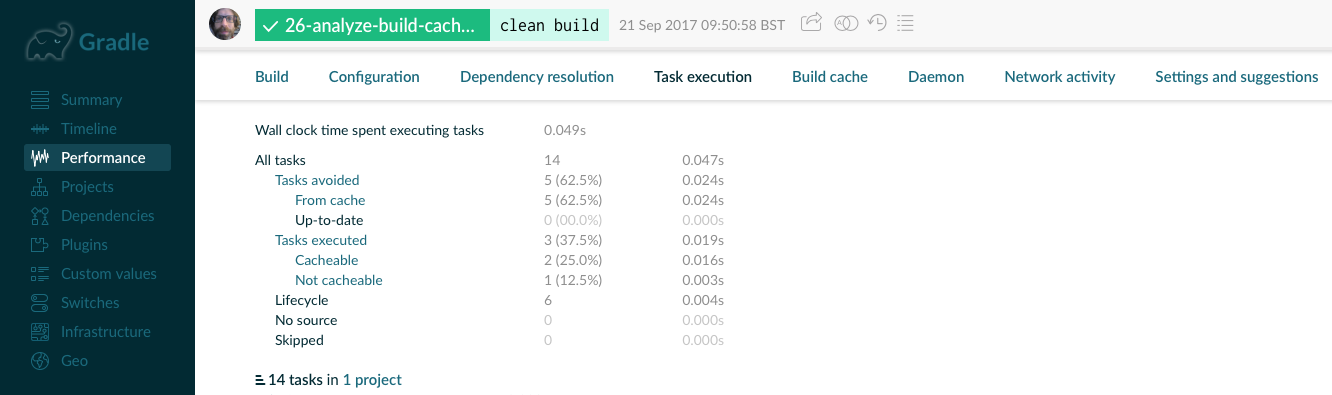 Gradle
26-analyze-build-cach... clean build 21 Sep 2017 09:50:58 BST
Build Configuration Dependency resolution Task execution Build cache Daemon Network activity Settings and suggestions
Summary
Timeline
Performance
Projects
Dependencies
Plugins
Custom values
Switches
Infrastructure
Geo
Wall clock time spent executing tasks 0.049s
All tasks 14 0.047s
Tasks avoided 5 (62.5%) 0.024s
From cache 5 (62.5%) 0.024s
Up-to-date 0 (00.0%) 0.000s
Tasks executed 3 (37.5%) 0.019s
Cacheable 2 (25.0%) 0.016s
Not cacheable 1 (12.5%) 0.003s
Lifecycle 6 0.004s
No source 0 0.000s
Skipped 0 0.000s
14 tasks in 1 project